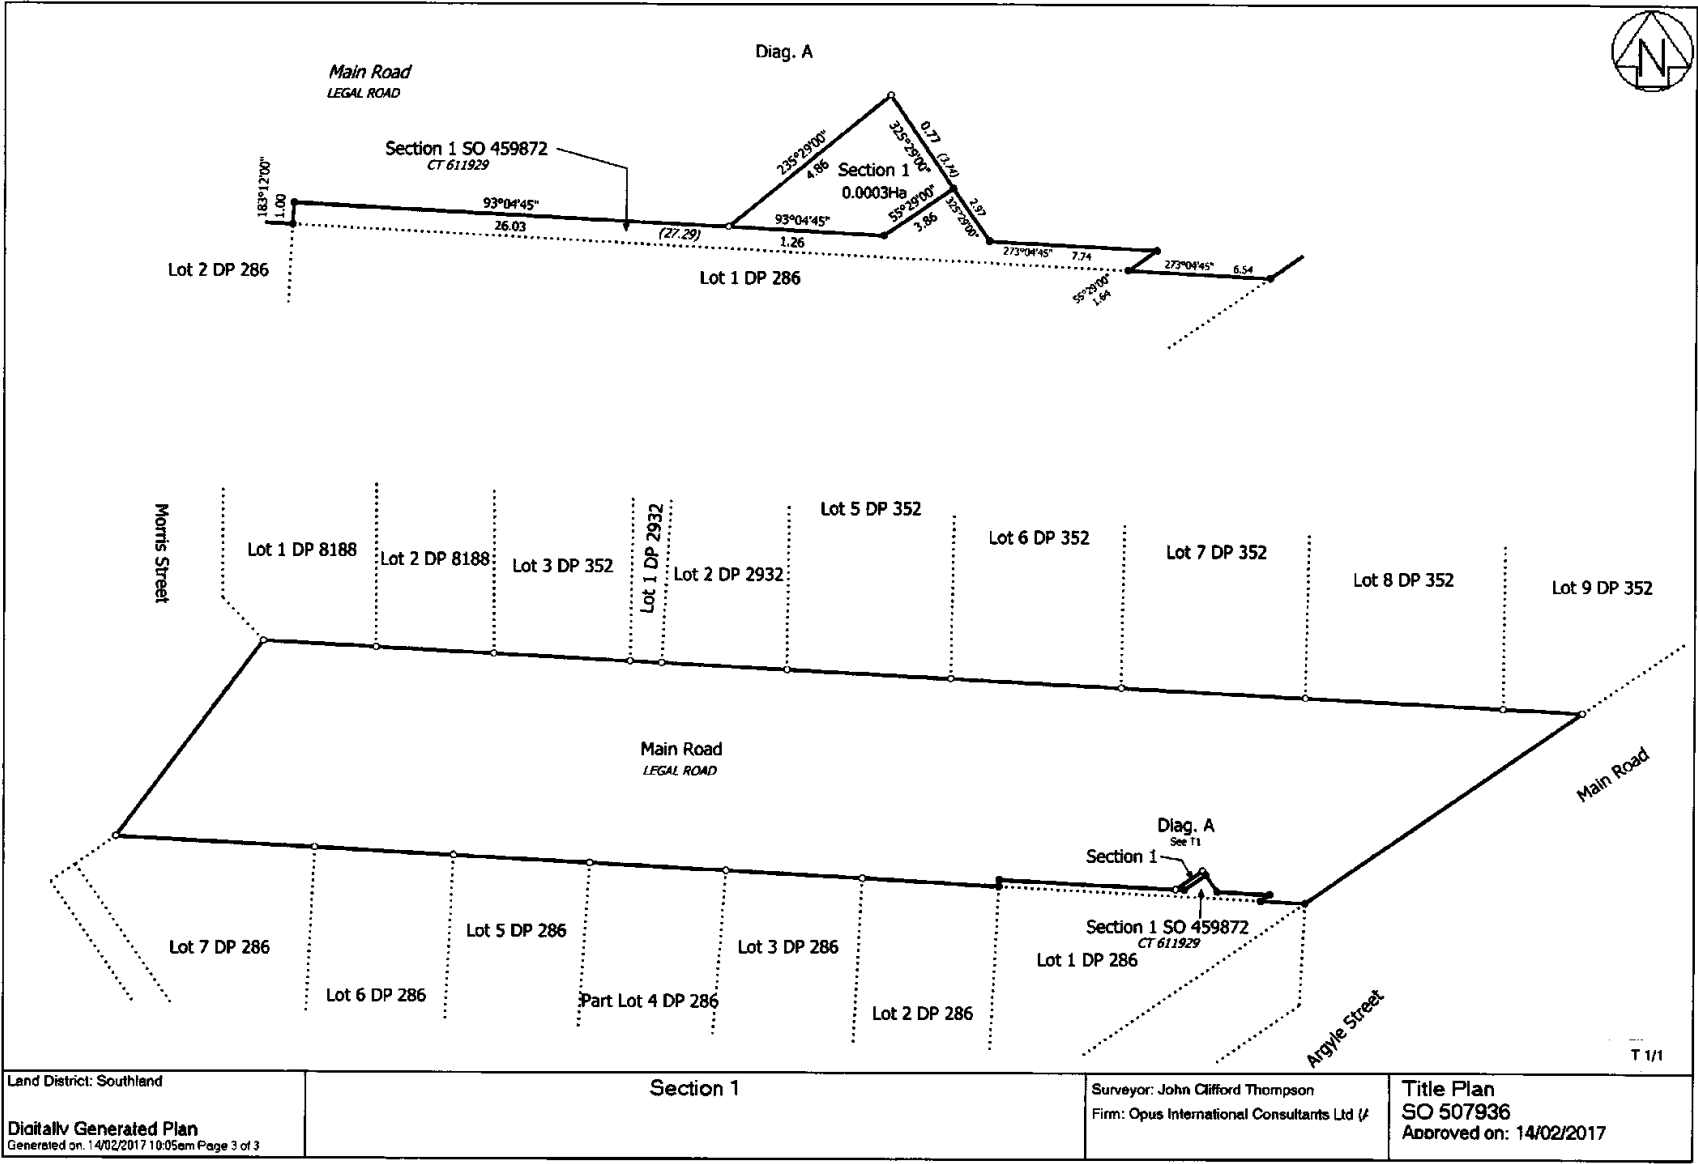 Diag. A
N
Main Road
LEGAL ROAD
Section 1 SO 459872
CT 611929
183°12'00"
1.00
93°04'45"
26.03
(27.29)
235°29'00"
4.86
Section 1
0.0003Ha
325°29'00"
0.77
(3.74)
93°04'45"
1.26
55°29'00"
3.86
2.97
325°29'00"
273°04'45" 7.74
273°04'45" 6.54
55°29'00"
1.64
Lot 2 DP 286
Lot 1 DP 286
Morris Street
Lot 1 DP 8188
Lot 2 DP 8188
Lot 3 DP 352
Lot 1 DP 2932
Lot 2 DP 2932
Lot 5 DP 352
Lot 6 DP 352
Lot 7 DP 352
Lot 8 DP 352
Lot 9 DP 352
Main Road
LEGAL ROAD
Main Road
Diag. A
See T1
Section 1
Section 1 SO 459872
CT 611929
Lot 7 DP 286
Lot 6 DP 286
Lot 5 DP 286
Part Lot 4 DP 286
Lot 3 DP 286
Lot 2 DP 286
Lot 1 DP 286
Argyle Street
T 1/1
Land District: Southland
Digitally Generated Plan
Generated on: 14/02/2017 10:05am Page 3 of 3
Section 1
Surveyor: John Clifford Thompson
Firm: Opus International Consultants Ltd (A
Title Plan
SO 507936
Approved on: 14/02/2017